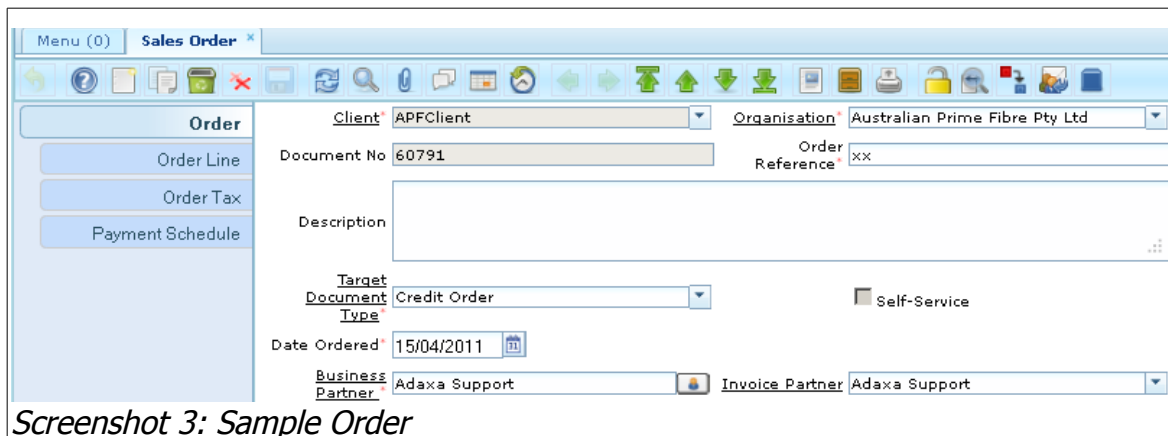 Menu (0) Sales Order ×
Order Client* APFClient Organisation* Australian Prime Fibre Pty Ltd
Order Line Document No 60791 Order Reference* xx
Order Tax
Payment Schedule Description
Target Document Type* Credit Order Self-Service
Date Ordered* 15/04/2011 31
Business Partner * Adaxa Support Invoice Partner Adaxa Support
Screenshot 3: Sample Order